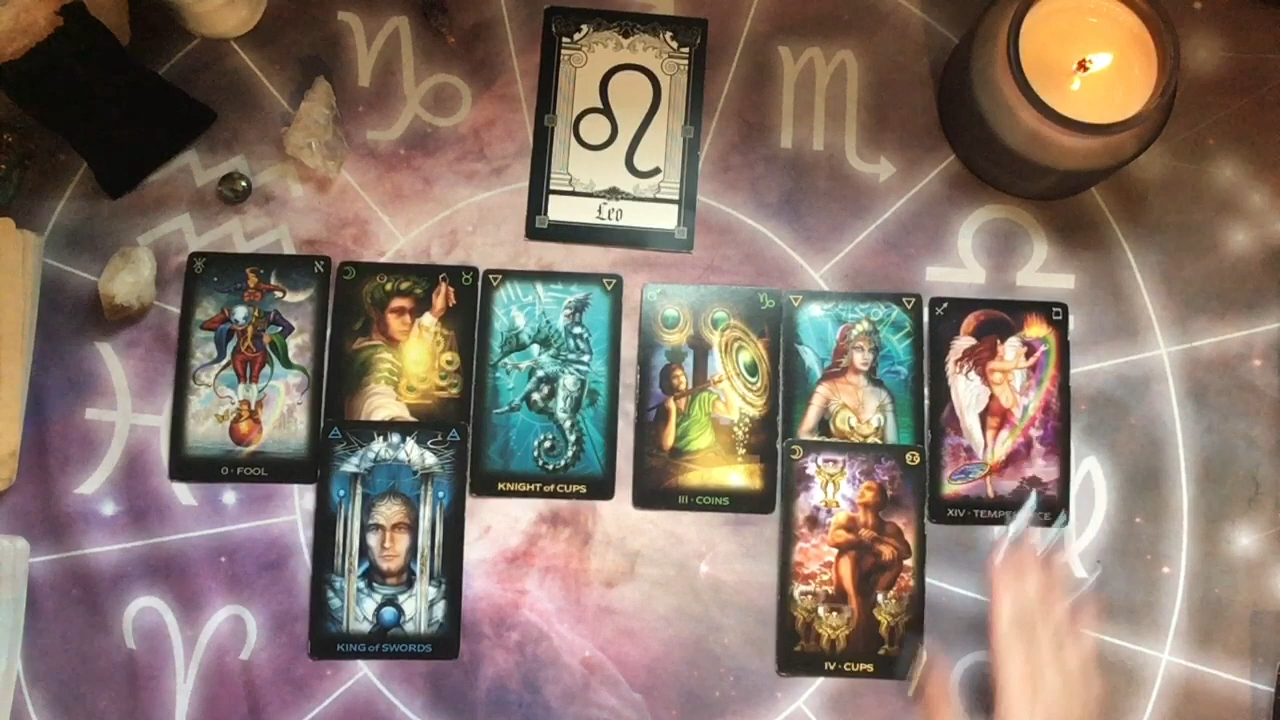 Leo
0 • FOOL
KNIGHT of CUPS
III • COINS
XIV • TEMPERANCE
KING of SWORDS
IV • CUPS